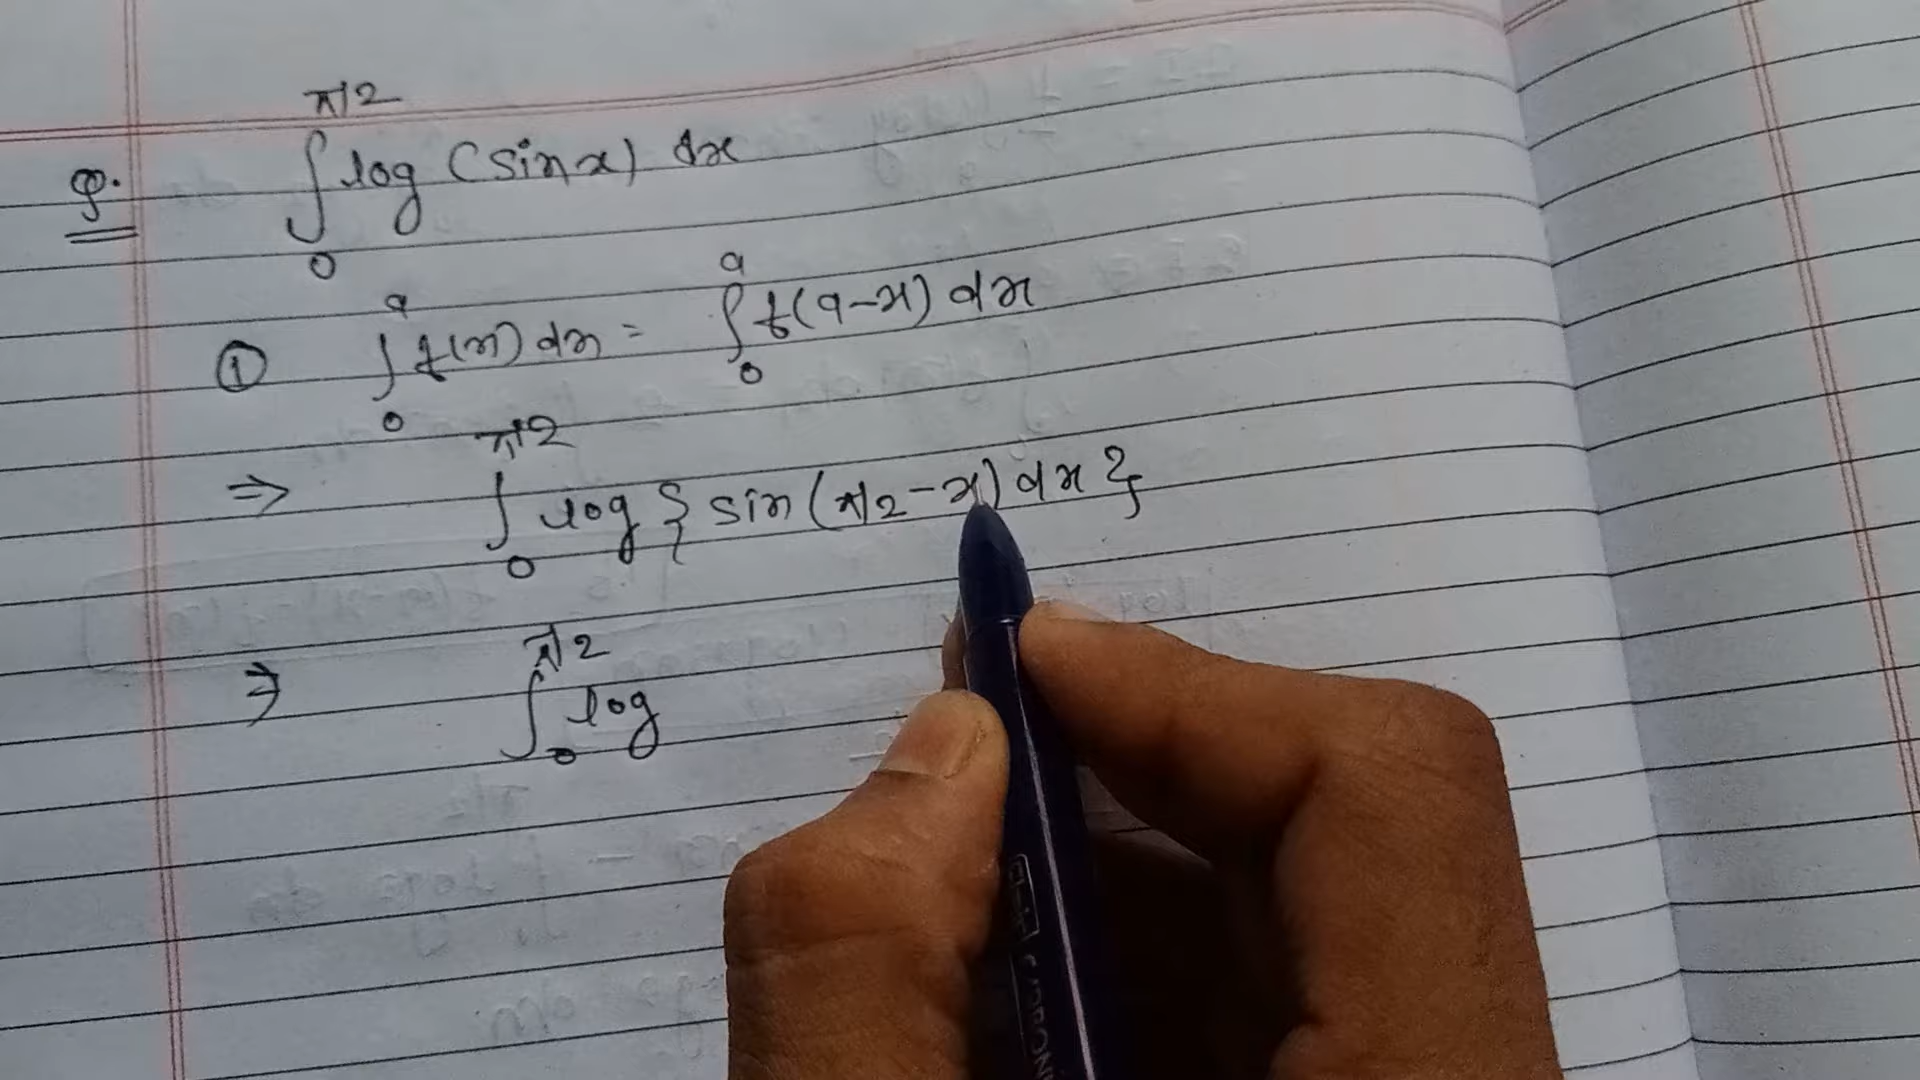 Q. ∫₀^π/2 log (sin x) dx
① ∫₀^a f(x) dx = ∫₀^a f(a-x) dx
⇒ ∫₀^π/2 log { sin (π/2 - x) dx }
⇒ ∫₀^π/2 log